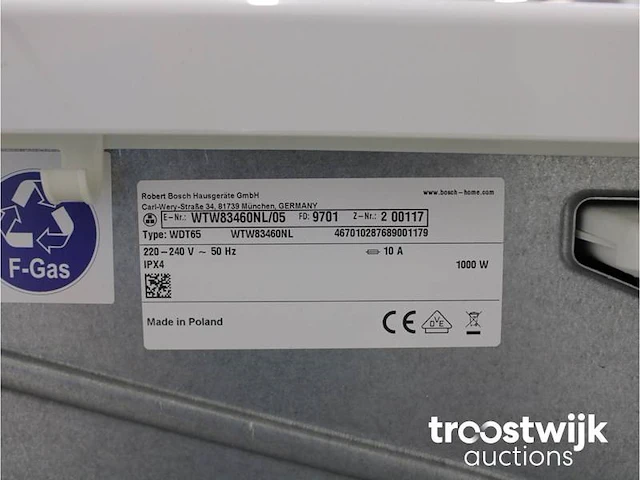 Robert Bosch Hausgeräte GmbH
www.bosch-home.com
Carl-Wery-Straße 34, 81739 München, GERMANY
E-Nr.: WTW83460NL/05 FD: 9701 Z-Nr.: 2 00117
Type: WDT65 WTW83460NL 467010287689001179
220-240 V ~ 50 Hz 10 A
IPX4 1000 W
Made in Poland
CE DVE
F-Gas
troostwijk
auctions